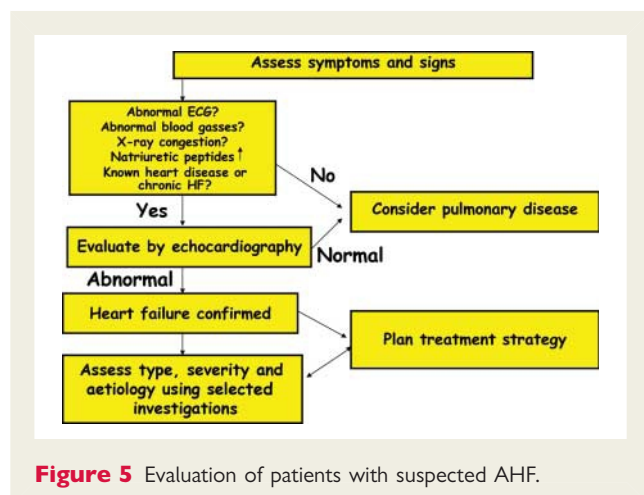 Assess symptoms and signs
Abnormal ECG?
Abnormal blood gasses?
X-ray congestion?
Natriuretic peptides ↑
Known heart disease or
chronic HF?
No
Yes
Consider pulmonary disease
Evaluate by echocardiography
Normal
Abnormal
Heart failure confirmed
Plan treatment strategy
Assess type, severity and
aetiology using selected
investigations
Figure 5 Evaluation of patients with suspected AHF.